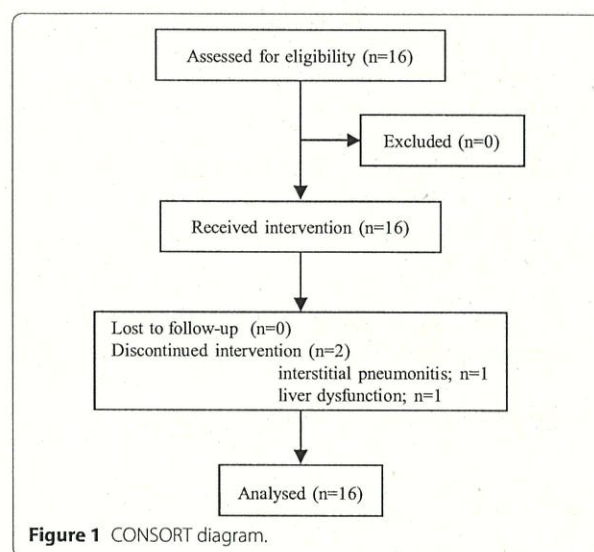 Assessed for eligibility (n=16)
Excluded (n=0)
Received intervention (n=16)
Lost to follow-up (n=0)
Discontinued intervention (n=2)
interstitial pneumonitis; n=1
liver dysfunction; n=1
Analysed (n=16)
Figure 1 CONSORT diagram.